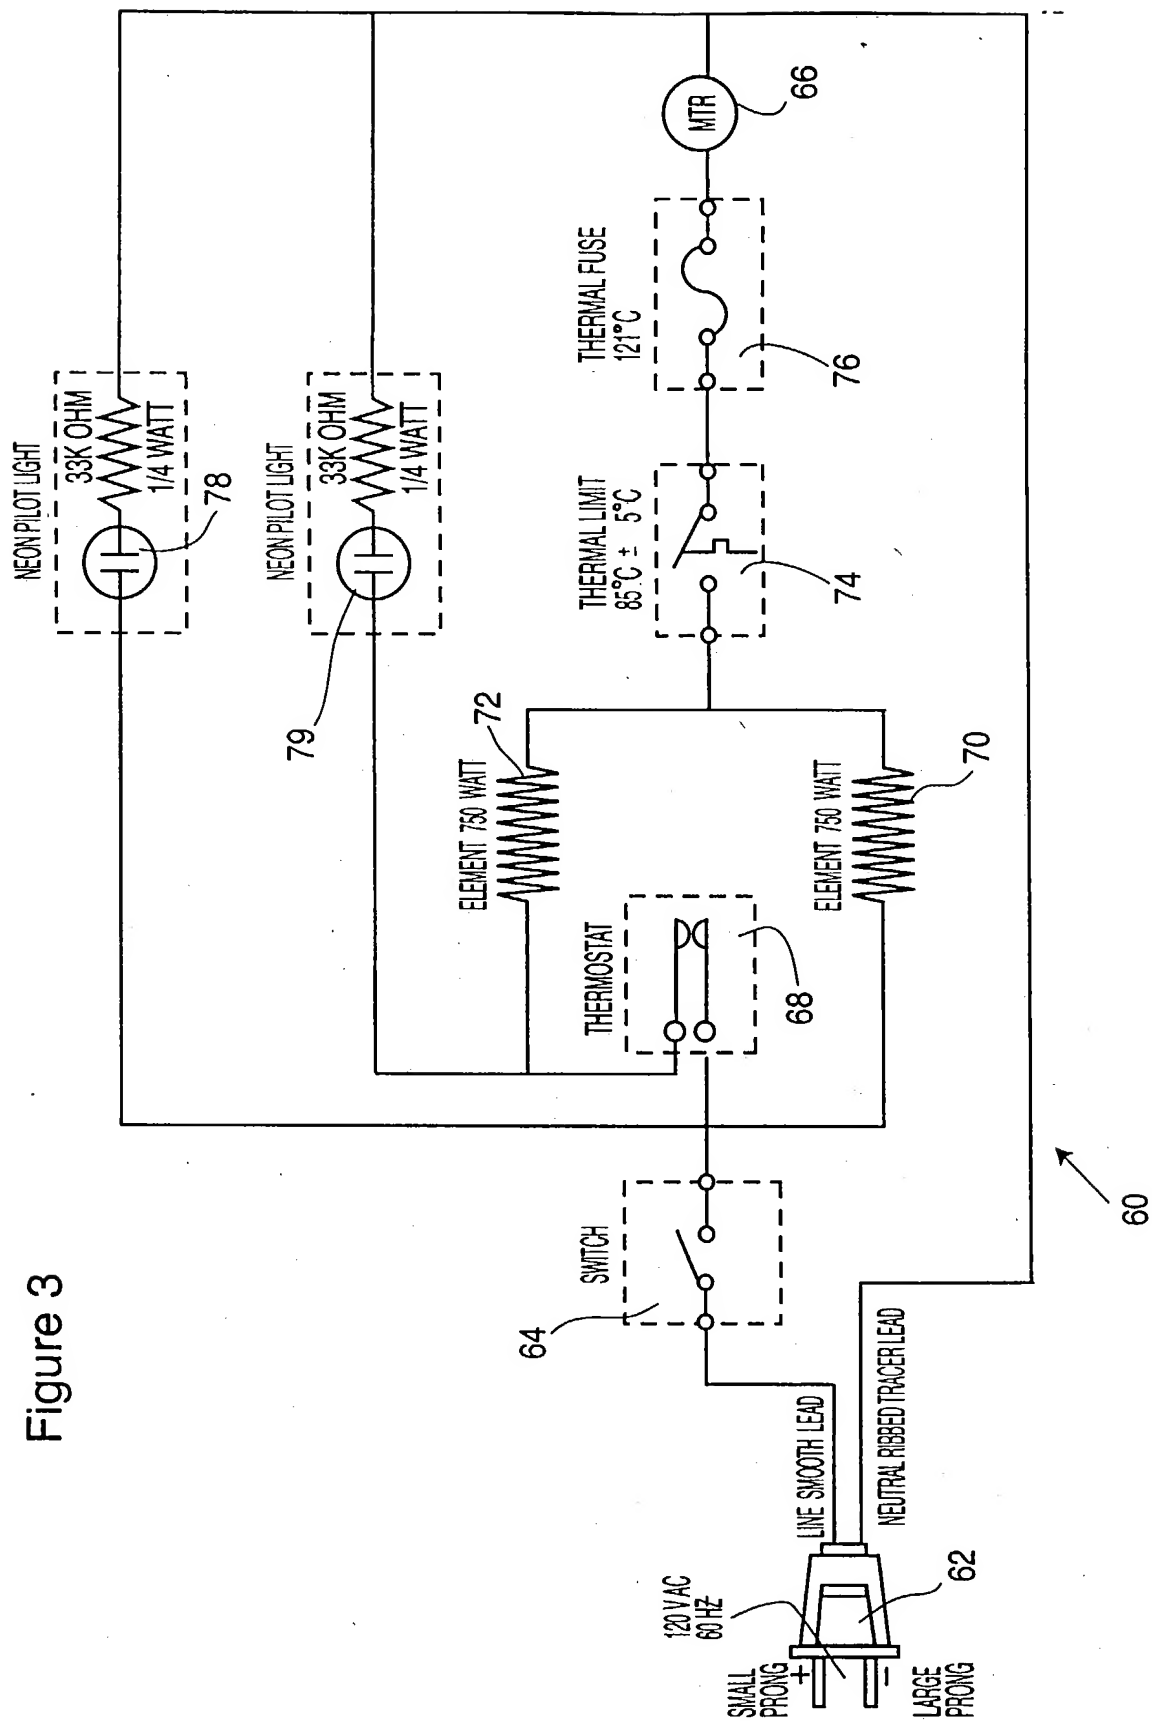 Figure 3
NEON PILOT LIGHT
33K OHM
1/4 WATT
78
NEON PILOT LIGHT
33K OHM
1/4 WATT
79
ELEMENT 750 WATT
72
THERMOSTAT
68
ELEMENT 750 WATT
70
THERMAL LIMIT
85°C ± 5°C
74
THERMAL FUSE
121°C
76
MTR
66
SWITCH
64
LINE SMOOTH LEAD
NEUTRAL RIBBED TRACER LEAD
120 VAC
60 HZ
SMALL
PRONG
+
-
LARGE
PRONG
62
60